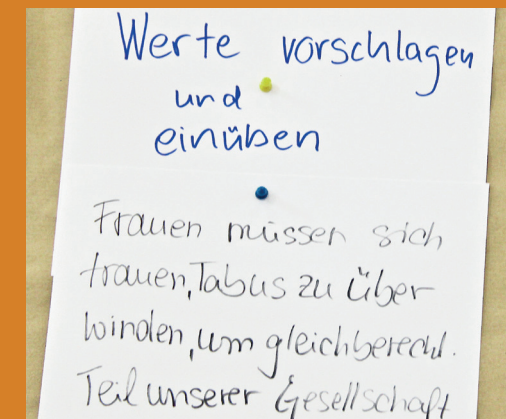 Werte vorschlagen
und
einüben
Frauen müssen sich
trauen, Tabus zu über
winden, um gleichberecht.
Teil unserer Gesellschaft